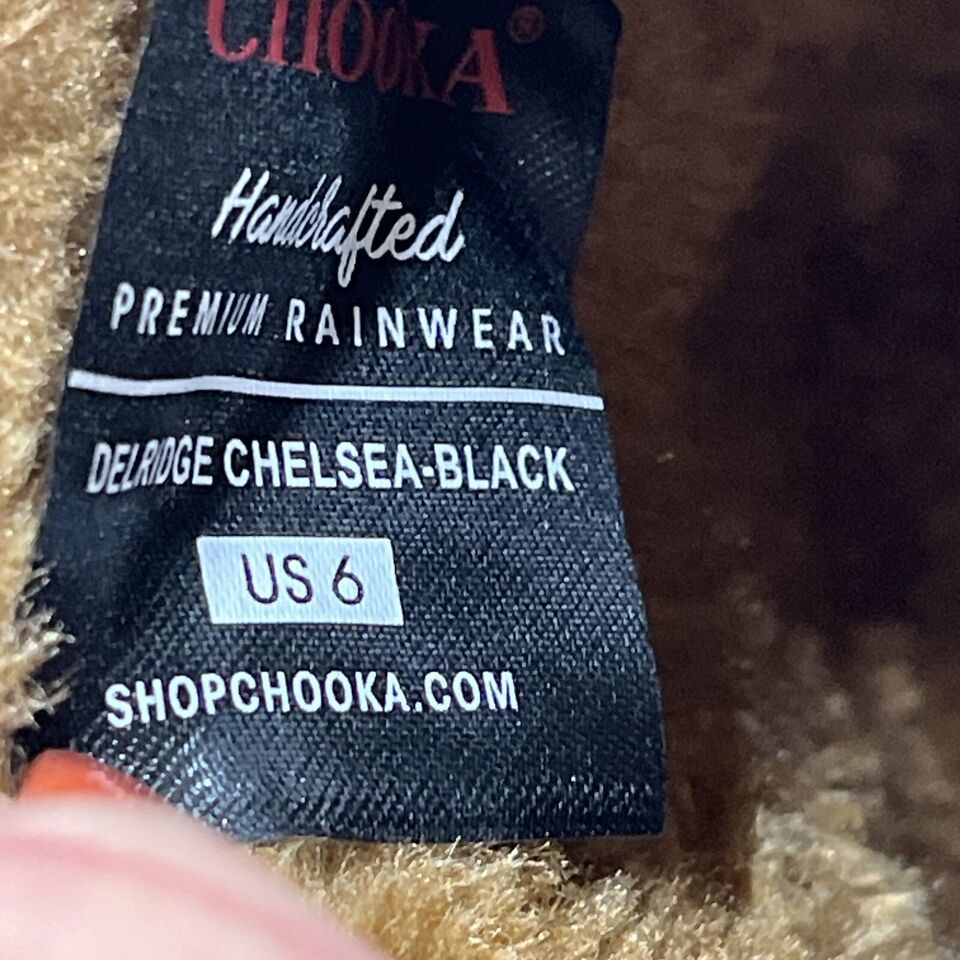 CHOOKA®
Handcrafted
PREMIUM RAINWEAR
DELRIDGE CHELSEA-BLACK
US 6
SHOPCHOOKA.COM